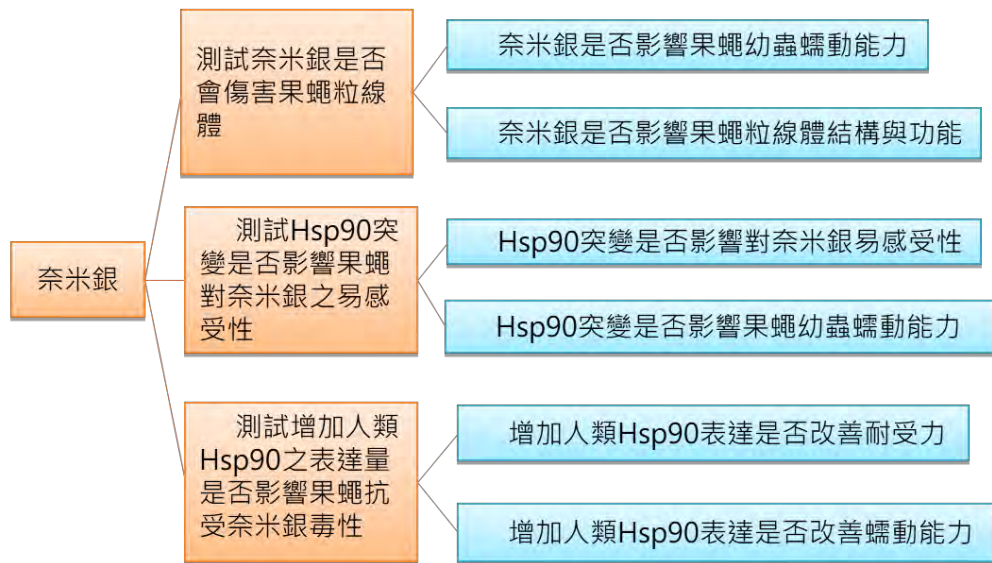 奈米銀
測試奈米銀是否
會傷害果蠅粒線
體
奈米銀是否影響果蠅幼蟲蠕動能力
奈米銀是否影響果蠅粒線體結構與功能
測試Hsp90突
變是否影響果蠅
對奈米銀之易感
受性
Hsp90突變是否影響對奈米銀易感受性
Hsp90突變是否影響果蠅幼蟲蠕動能力
測試增加人類
Hsp90之表達量
是否影響果蠅抗
受奈米銀毒性
增加人類Hsp90表達是否改善耐受力
增加人類Hsp90表達是否改善蠕動能力